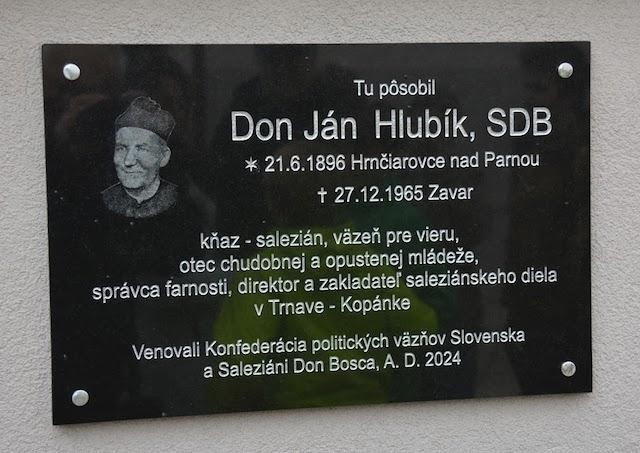 Tu pôsobil
Don Ján Hlubík, SDB
✶ 21.6.1896 Hrnčiarovce nad Parnou
† 27.12.1965 Zavar
kňaz - salezián, väzeň pre vieru,
otec chudobnej a opustenej mládeže,
správca farnosti, direktor a zakladateľ saleziánskeho diela
v Trnave - Kopánke
Venovali Konfederácia politických väzňov Slovenska
a Saleziáni Don Bosca, A. D. 2024